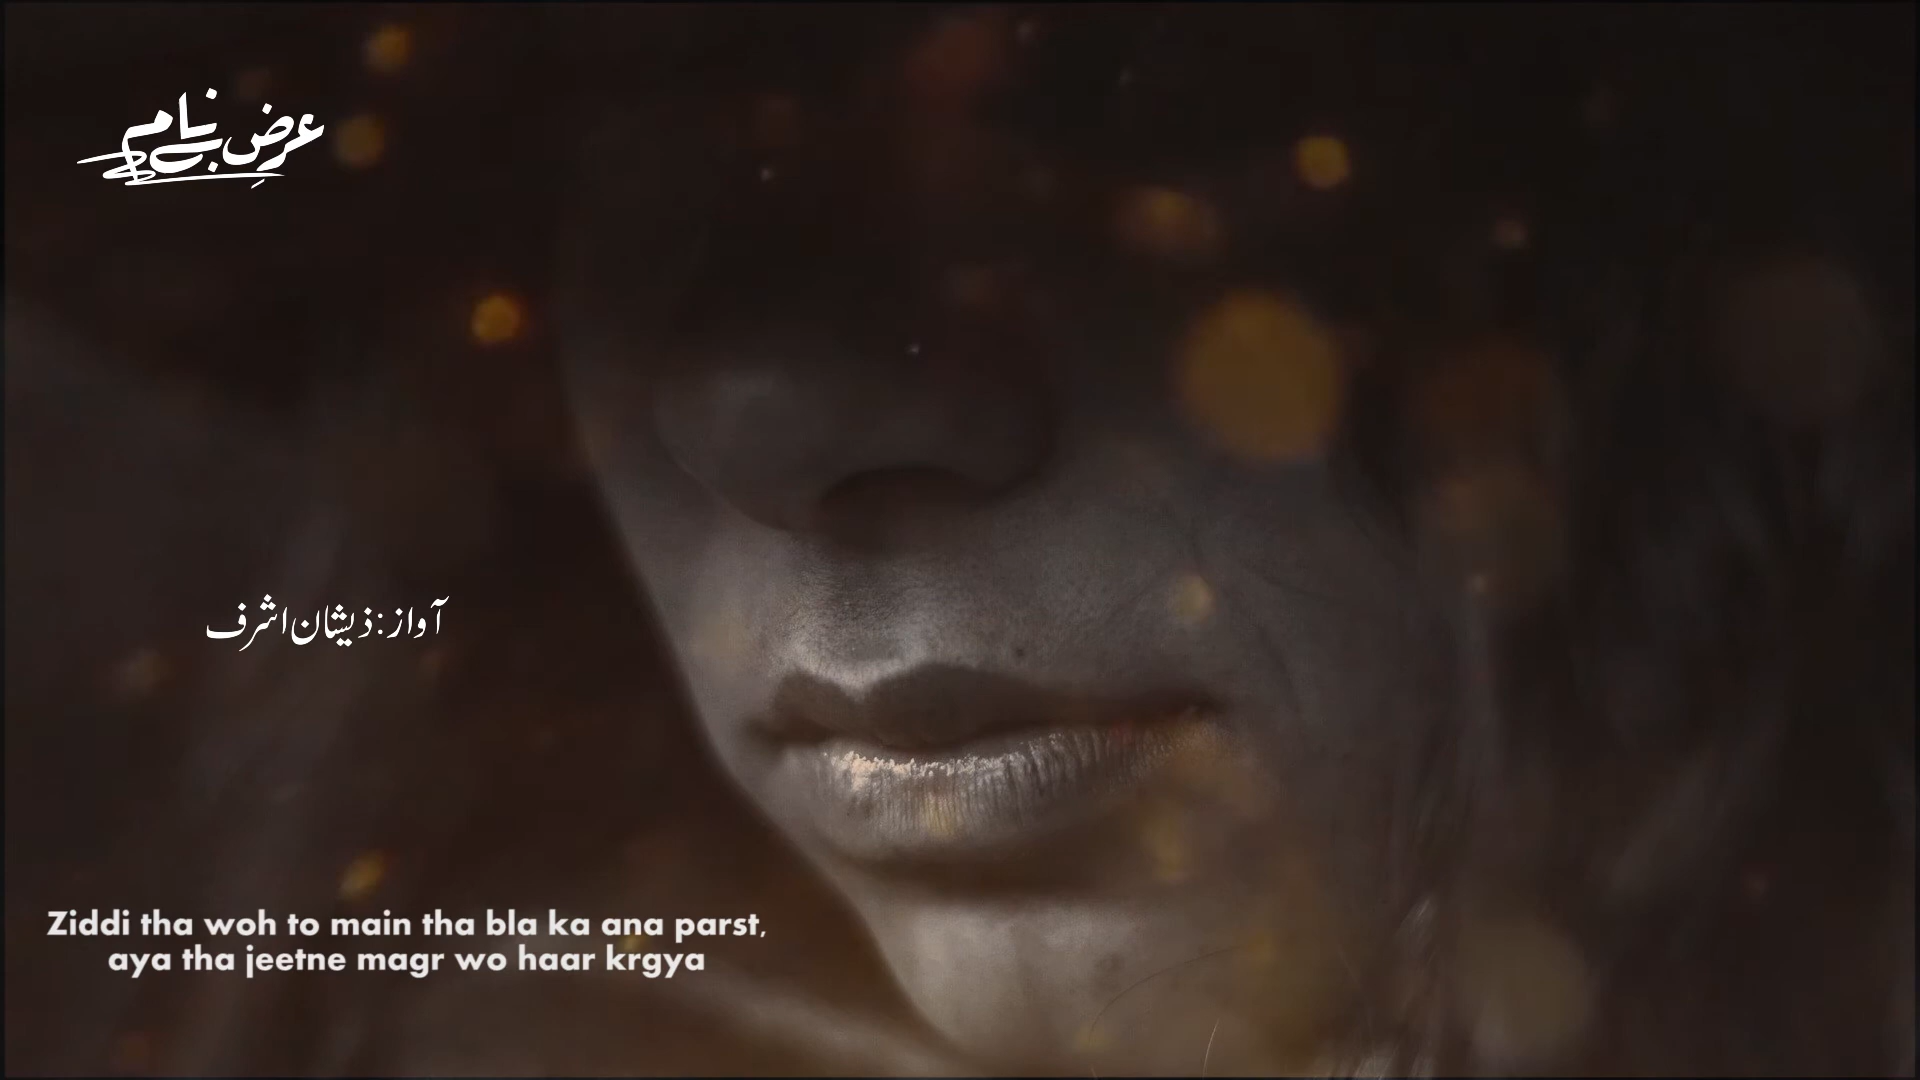 عرضِ بے نام
آواز:ذیشان اشرف
Ziddi tha woh to main tha bla ka ana parst,
aya tha jeetne magr wo haar krgya